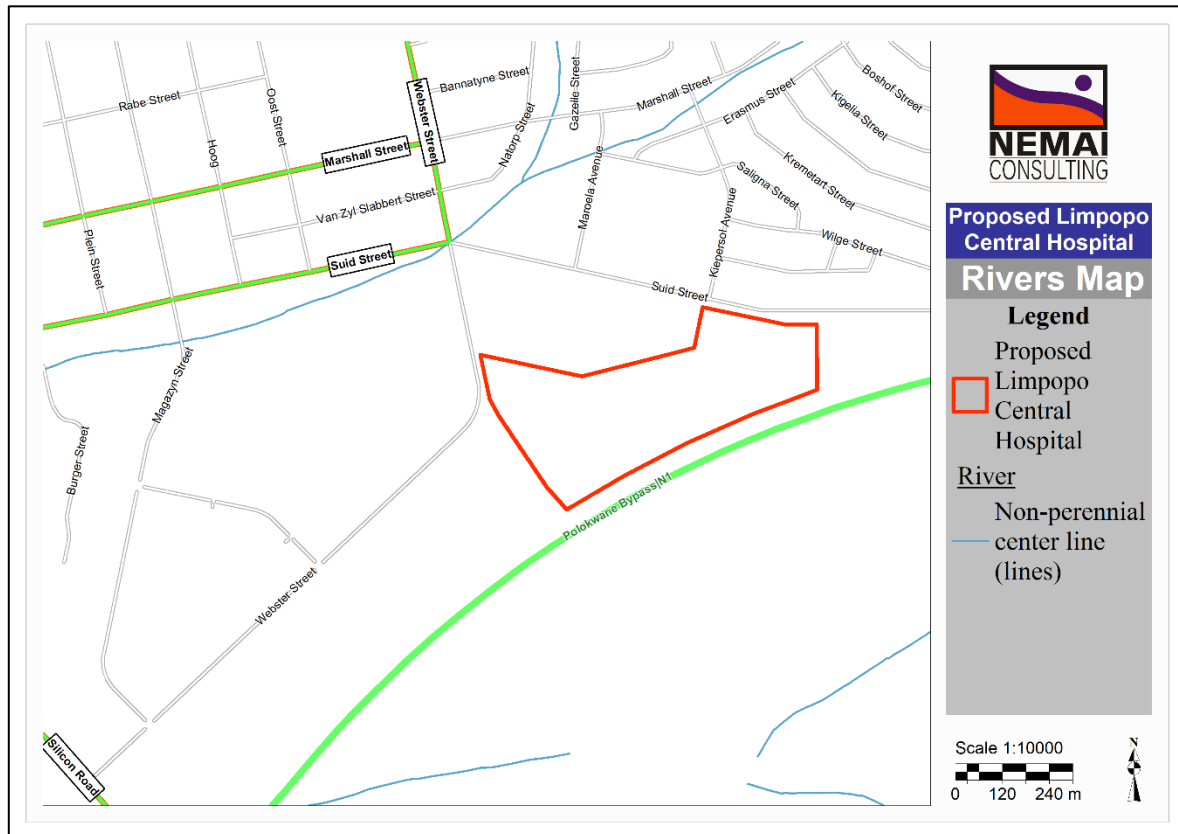 Bannatyne Street
Gazelle Street
Marshall Street
Boshof Street
Kigelia Street
Erasmus Street
Rabe Street
Oost Street
Webster Street
Natorp Street
Hoog
Marshall Street
Maroela Avenue
Saligna Street
Kremetart Street
Van Zyl Slabbert Street
Kiepersol Avenue
Wilge Street
Plein Street
Suid Street
Suid Street
Magazyn Street
Burger Street
Polokwane Bypass|N1
Webster Street
Silicon Road
NEMAI
CONSULTING
Proposed Limpopo
Central Hospital
Rivers Map
Legend
Proposed
Limpopo
Central
Hospital
River
Non-perennial
center line
(lines)
Scale 1:10000
N
0 120 240 m